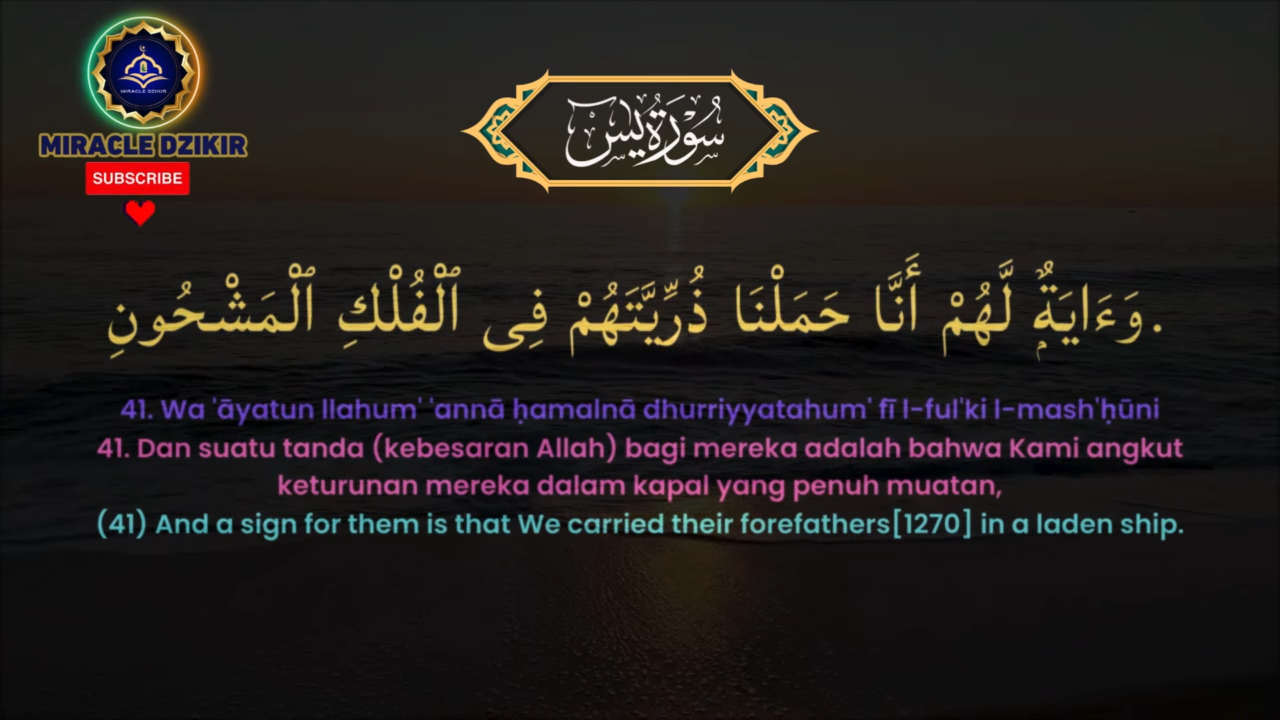 MIRACLE DZIKIR
MIRACLE DZIKIR
SUBSCRIBE
سُورَةُ يس
وَءَايَةٌۭ لَّهُمْ أَنَّا حَمَلْنَا ذُرِّيَّتَهُمْ فِى ٱلْفُلْكِ ٱلْمَشْحُونِ.
41. Wa 'āyatun llahum' 'annā ḥamalnā dhurriyyatahum' fī l-ful'ki l-mash'ḥūni
41. Dan suatu tanda (kebesaran Allah) bagi mereka adalah bahwa Kami angkut
keturunan mereka dalam kapal yang penuh muatan,
(41) And a sign for them is that We carried their forefathers[1270] in a laden ship.